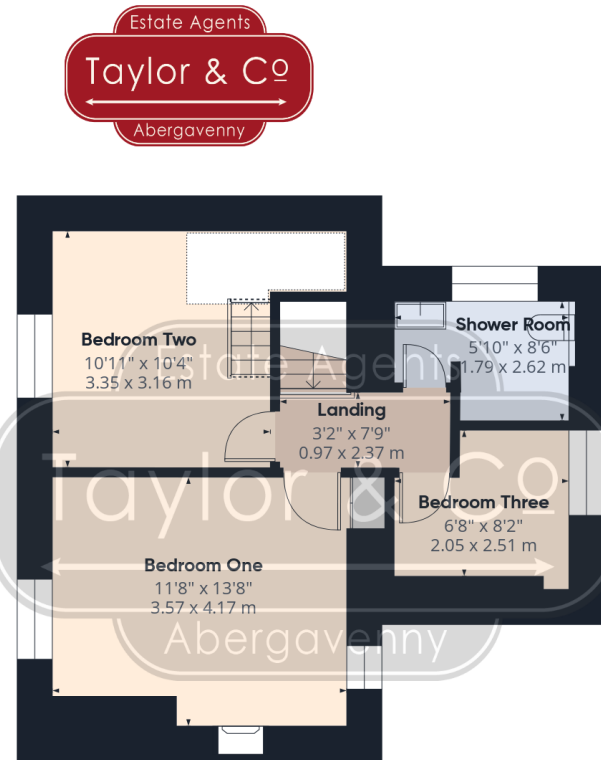 Estate Agents
Taylor & Cº
Abergavenny
Bedroom Two
10'11" x 10'4"
3.35 x 3.16 m
Shower Room
5'10" x 8'6"
1.79 x 2.62 m
Estate Agents
Landing
3'2" x 7'9"
0.97 x 2.37 m
Taylor & Cº
Bedroom Three
6'8" x 8'2"
2.05 x 2.51 m
Bedroom One
11'8" x 13'8"
3.57 x 4.17 m
Abergavenny